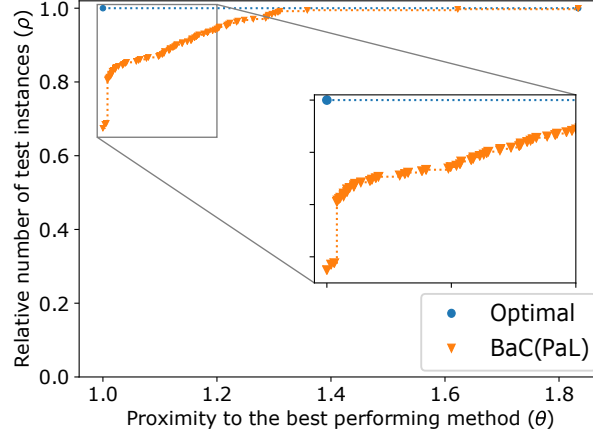 1.0
0.8
0.6
0.4
0.2
0.0
Relative number of test instances (ρ)
Optimal
BaC(PaL)
1.0 1.2 1.4 1.6 1.8
Proximity to the best performing method (θ)